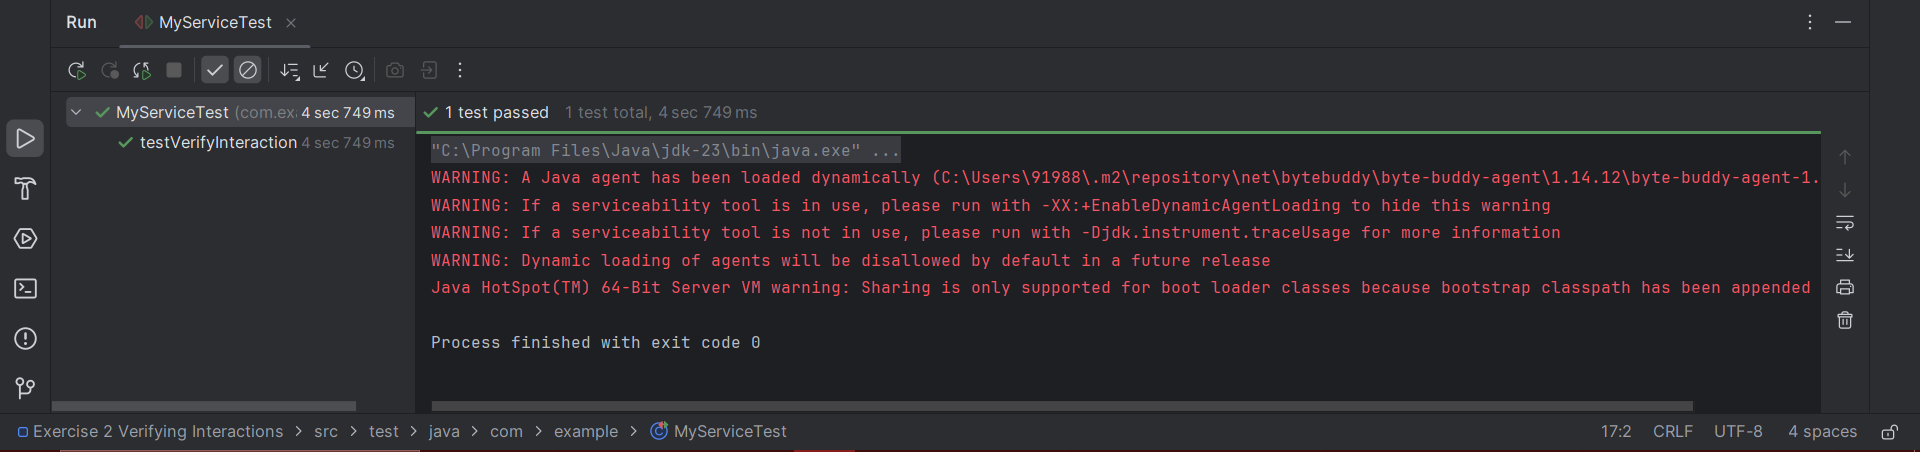 Run MyServiceTest
MyServiceTest (com.ex 4 sec 749 ms
testVerifyInteraction 4 sec 749 ms
1 test passed 1 test total, 4 sec 749 ms
"C:\Program Files\Java\jdk-23\bin\java.exe" ...
WARNING: A Java agent has been loaded dynamically (C:\Users\91988\.m2\repository\net\bytebuddy\byte-buddy-agent\1.14.12\byte-buddy-agent-1.
WARNING: If a serviceability tool is in use, please run with -XX:+EnableDynamicAgentLoading to hide this warning
WARNING: If a serviceability tool is not in use, please run with -Djdk.instrument.traceUsage for more information
WARNING: Dynamic loading of agents will be disallowed by default in a future release
Java HotSpot(TM) 64-Bit Server VM warning: Sharing is only supported for boot loader classes because bootstrap classpath has been appended
Process finished with exit code 0
Exercise 2 Verifying Interactions > src > test > java > com > example > MyServiceTest 17:2 CRLF UTF-8 4 spaces